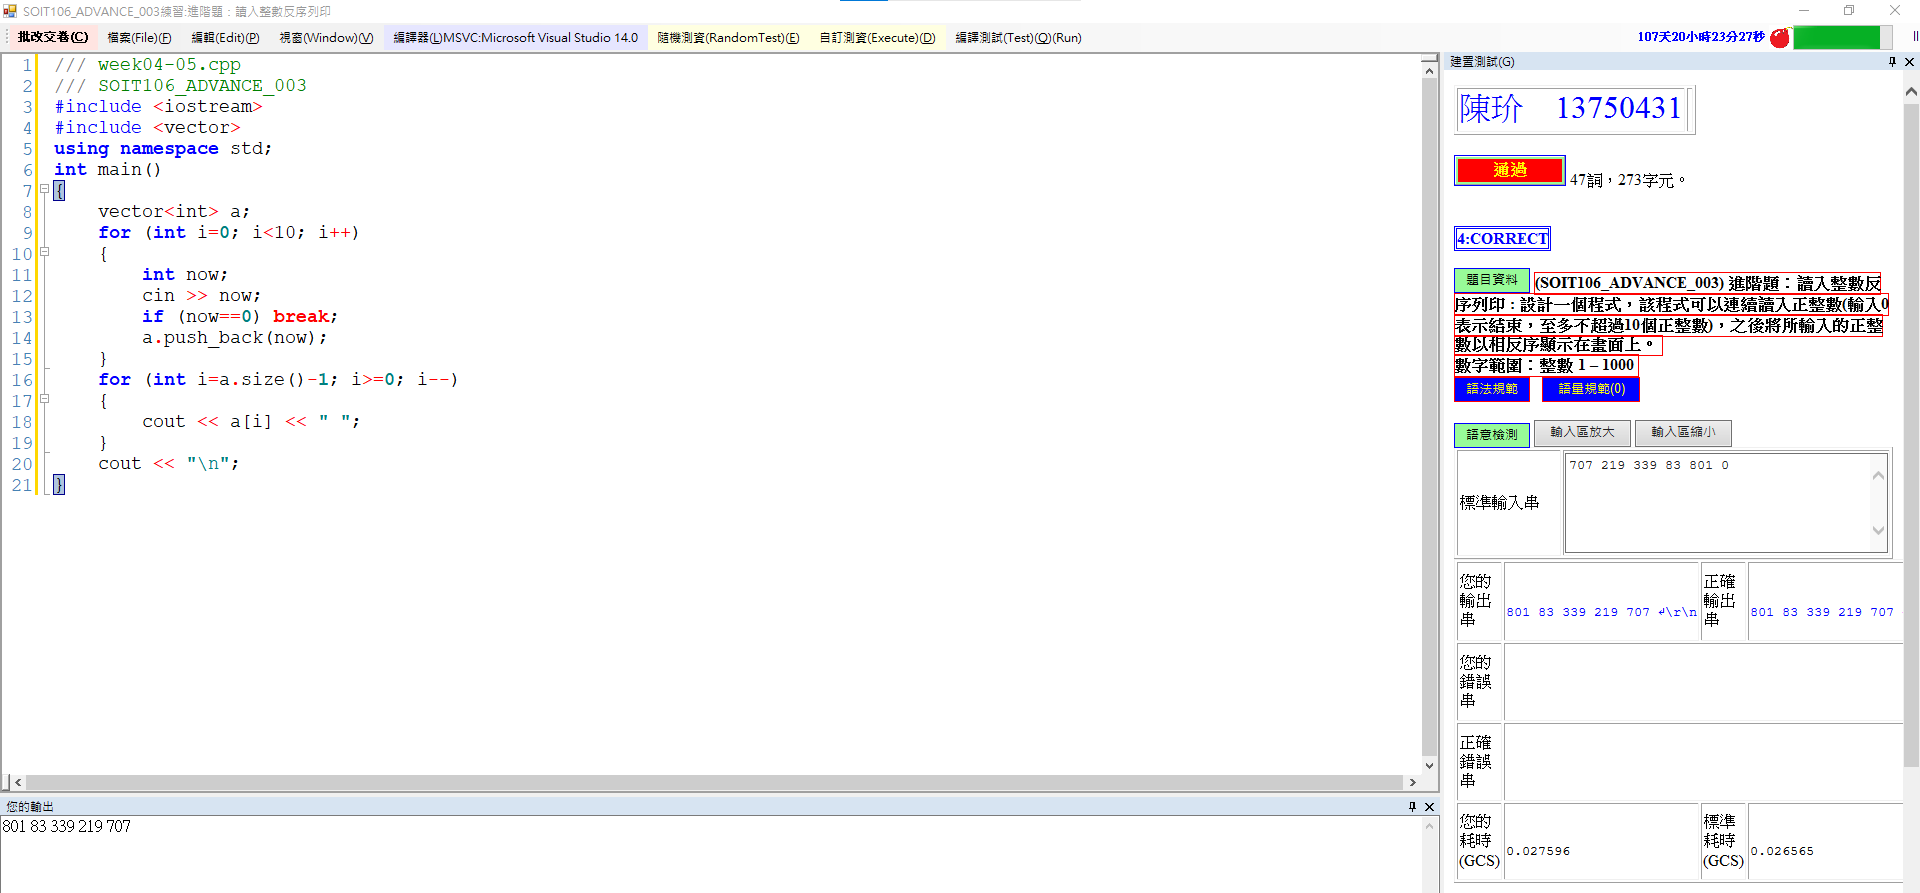 SOIT106_ADVANCE_003練習:進階題：讀入整數反序列印
批改交卷(C) 檔案(File)(F) 編輯(Edit)(P) 視窗(Window)(V) 編譯器(L)MSVC:Microsoft Visual Studio 14.0 隨機測資(RandomTest)(E) 自訂測資(Execute)(D) 編譯測試(Test)(Q)(Run) 107天20小時23分27秒
1 /// week04-05.cpp
2 /// SOIT106_ADVANCE_003
3 #include <iostream>
4 #include <vector>
5 using namespace std;
6 int main()
7 {
8 vector<int> a;
9 for (int i=0; i<10; i++)
10 {
11 int now;
12 cin >> now;
13 if (now==0) break;
14 a.push_back(now);
15 }
16 for (int i=a.size()-1; i>=0; i--)
17 {
18 cout << a[i] << " ";
19 }
20 cout << "\n";
21 }
您的輸出
801 83 339 219 707
建置測試(G)
陳玠 13750431
通過 47詞，273字元。
4:CORRECT
題目資料 (SOIT106_ADVANCE_003) 進階題：讀入整數反
序列印：設計一個程式，該程式可以連續讀入正整數(輸入0
表示結束，至多不超過10個正整數)，之後將所輸入的正整
數以相反序顯示在畫面上。
數字範圍：整數 1 – 1000
語法規範 語量規範(0)
語意檢測 輸入區放大 輸入區縮小
標準輸入串 707 219 339 83 801 0
您的
輸出
串
801 83 339 219 707 ↲\r\n
正確
輸出
串
801 83 339 219 707
您的
錯誤
串
正確
錯誤
串
您的
耗時
(GCS)
0.027596
標準
耗時
(GCS)
0.026565